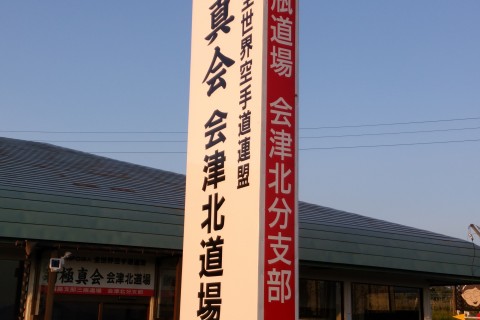 全世界空手道連盟
真会 会津北道場
道場 会津北分支部
極真会 会津北道場